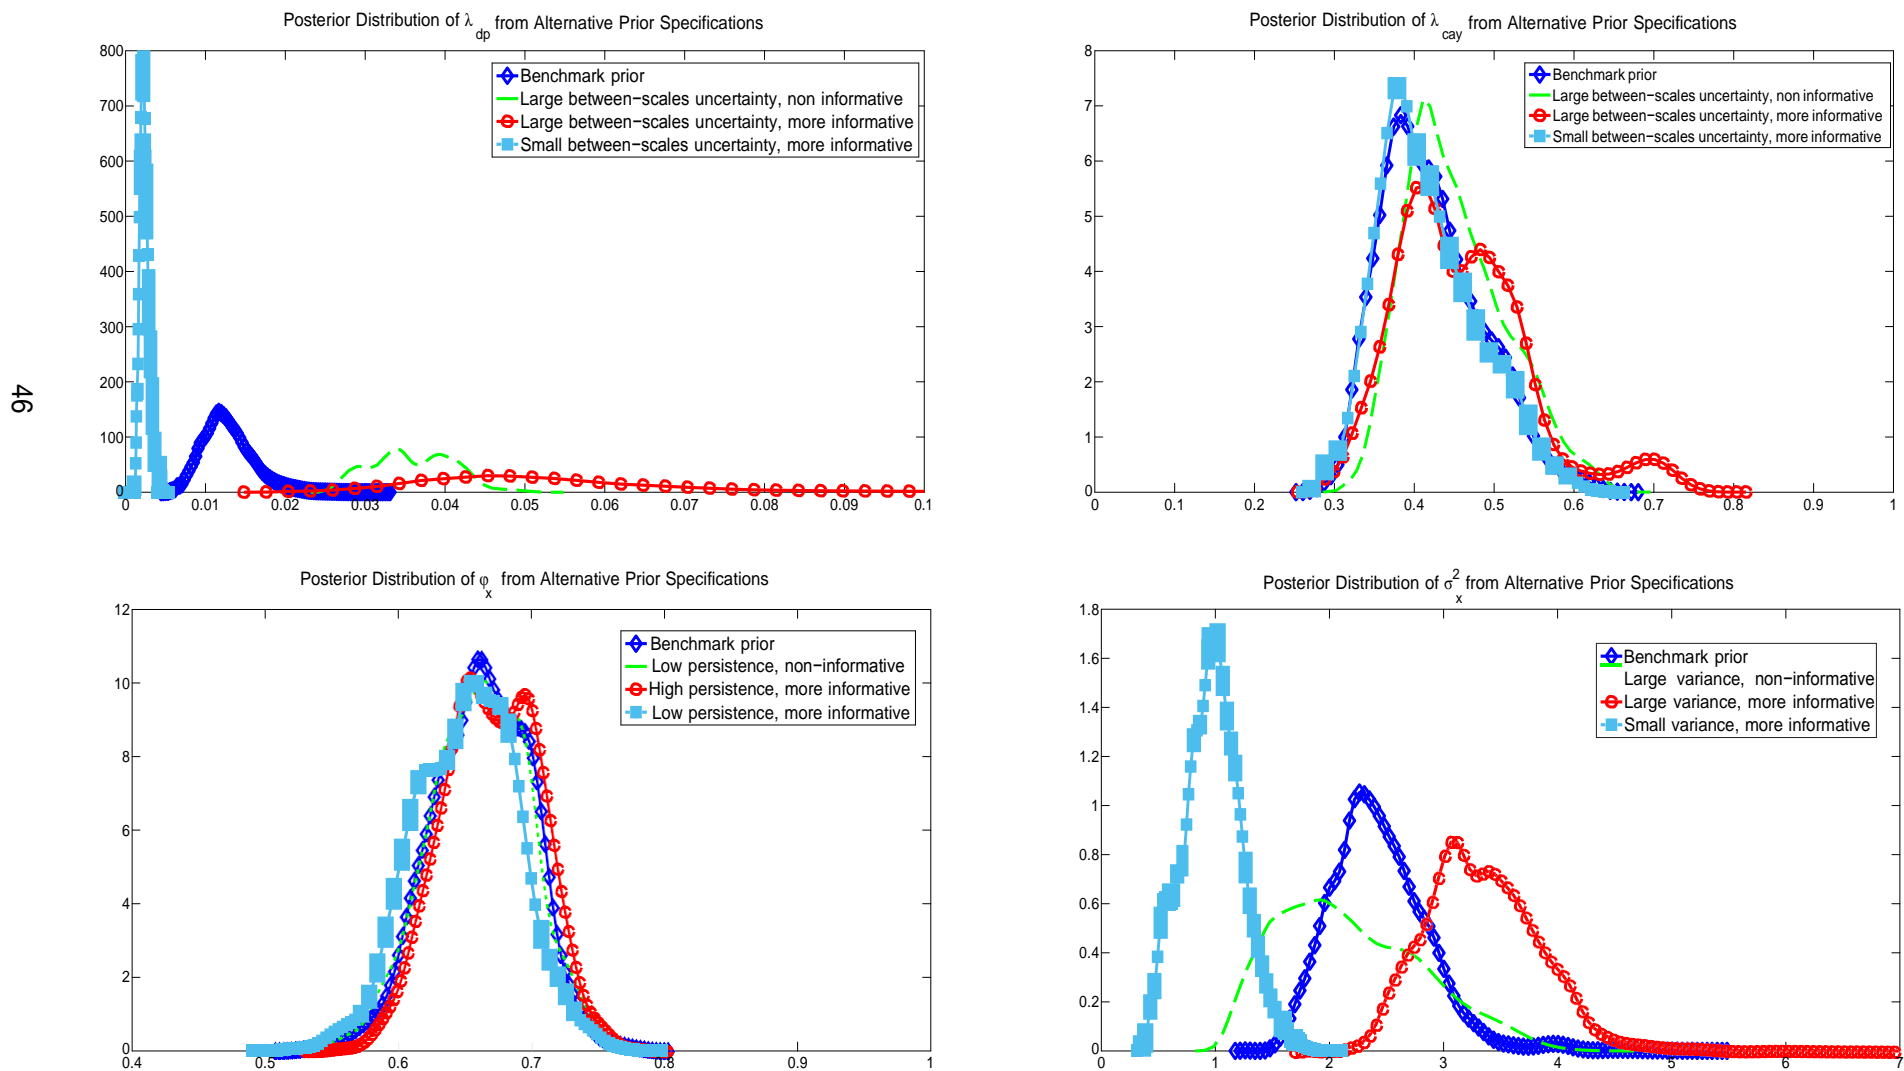 Posterior Distribution of λ_dp from Alternative Prior Specifications
800
700
600
500
400
300
200
100
0
0 0.01 0.02 0.03 0.04 0.05 0.06 0.07 0.08 0.09 0.1
Benchmark prior
Large between−scales uncertainty, non informative
Large between−scales uncertainty, more informative
Small between−scales uncertainty, more informative
Posterior Distribution of λ_cay from Alternative Prior Specifications
8
7
6
5
4
3
2
1
0
0 0.1 0.2 0.3 0.4 0.5 0.6 0.7 0.8 0.9 1
Benchmark prior
Large between−scales uncertainty, non informative
Large between−scales uncertainty, more informative
Small between−scales uncertainty, more informative
46
Posterior Distribution of φ_x from Alternative Prior Specifications
12
10
8
6
4
2
0
0.4 0.5 0.6 0.7 0.8 0.9 1
Benchmark prior
Low persistence, non−informative
High persistence, more informative
Low persistence, more informative
Posterior Distribution of σ_x^2 from Alternative Prior Specifications
1.8
1.6
1.4
1.2
1
0.8
0.6
0.4
0.2
0
0 1 2 3 4 5 6 7
Benchmark prior
Large variance, non−informative
Large variance, more informative
Small variance, more informative